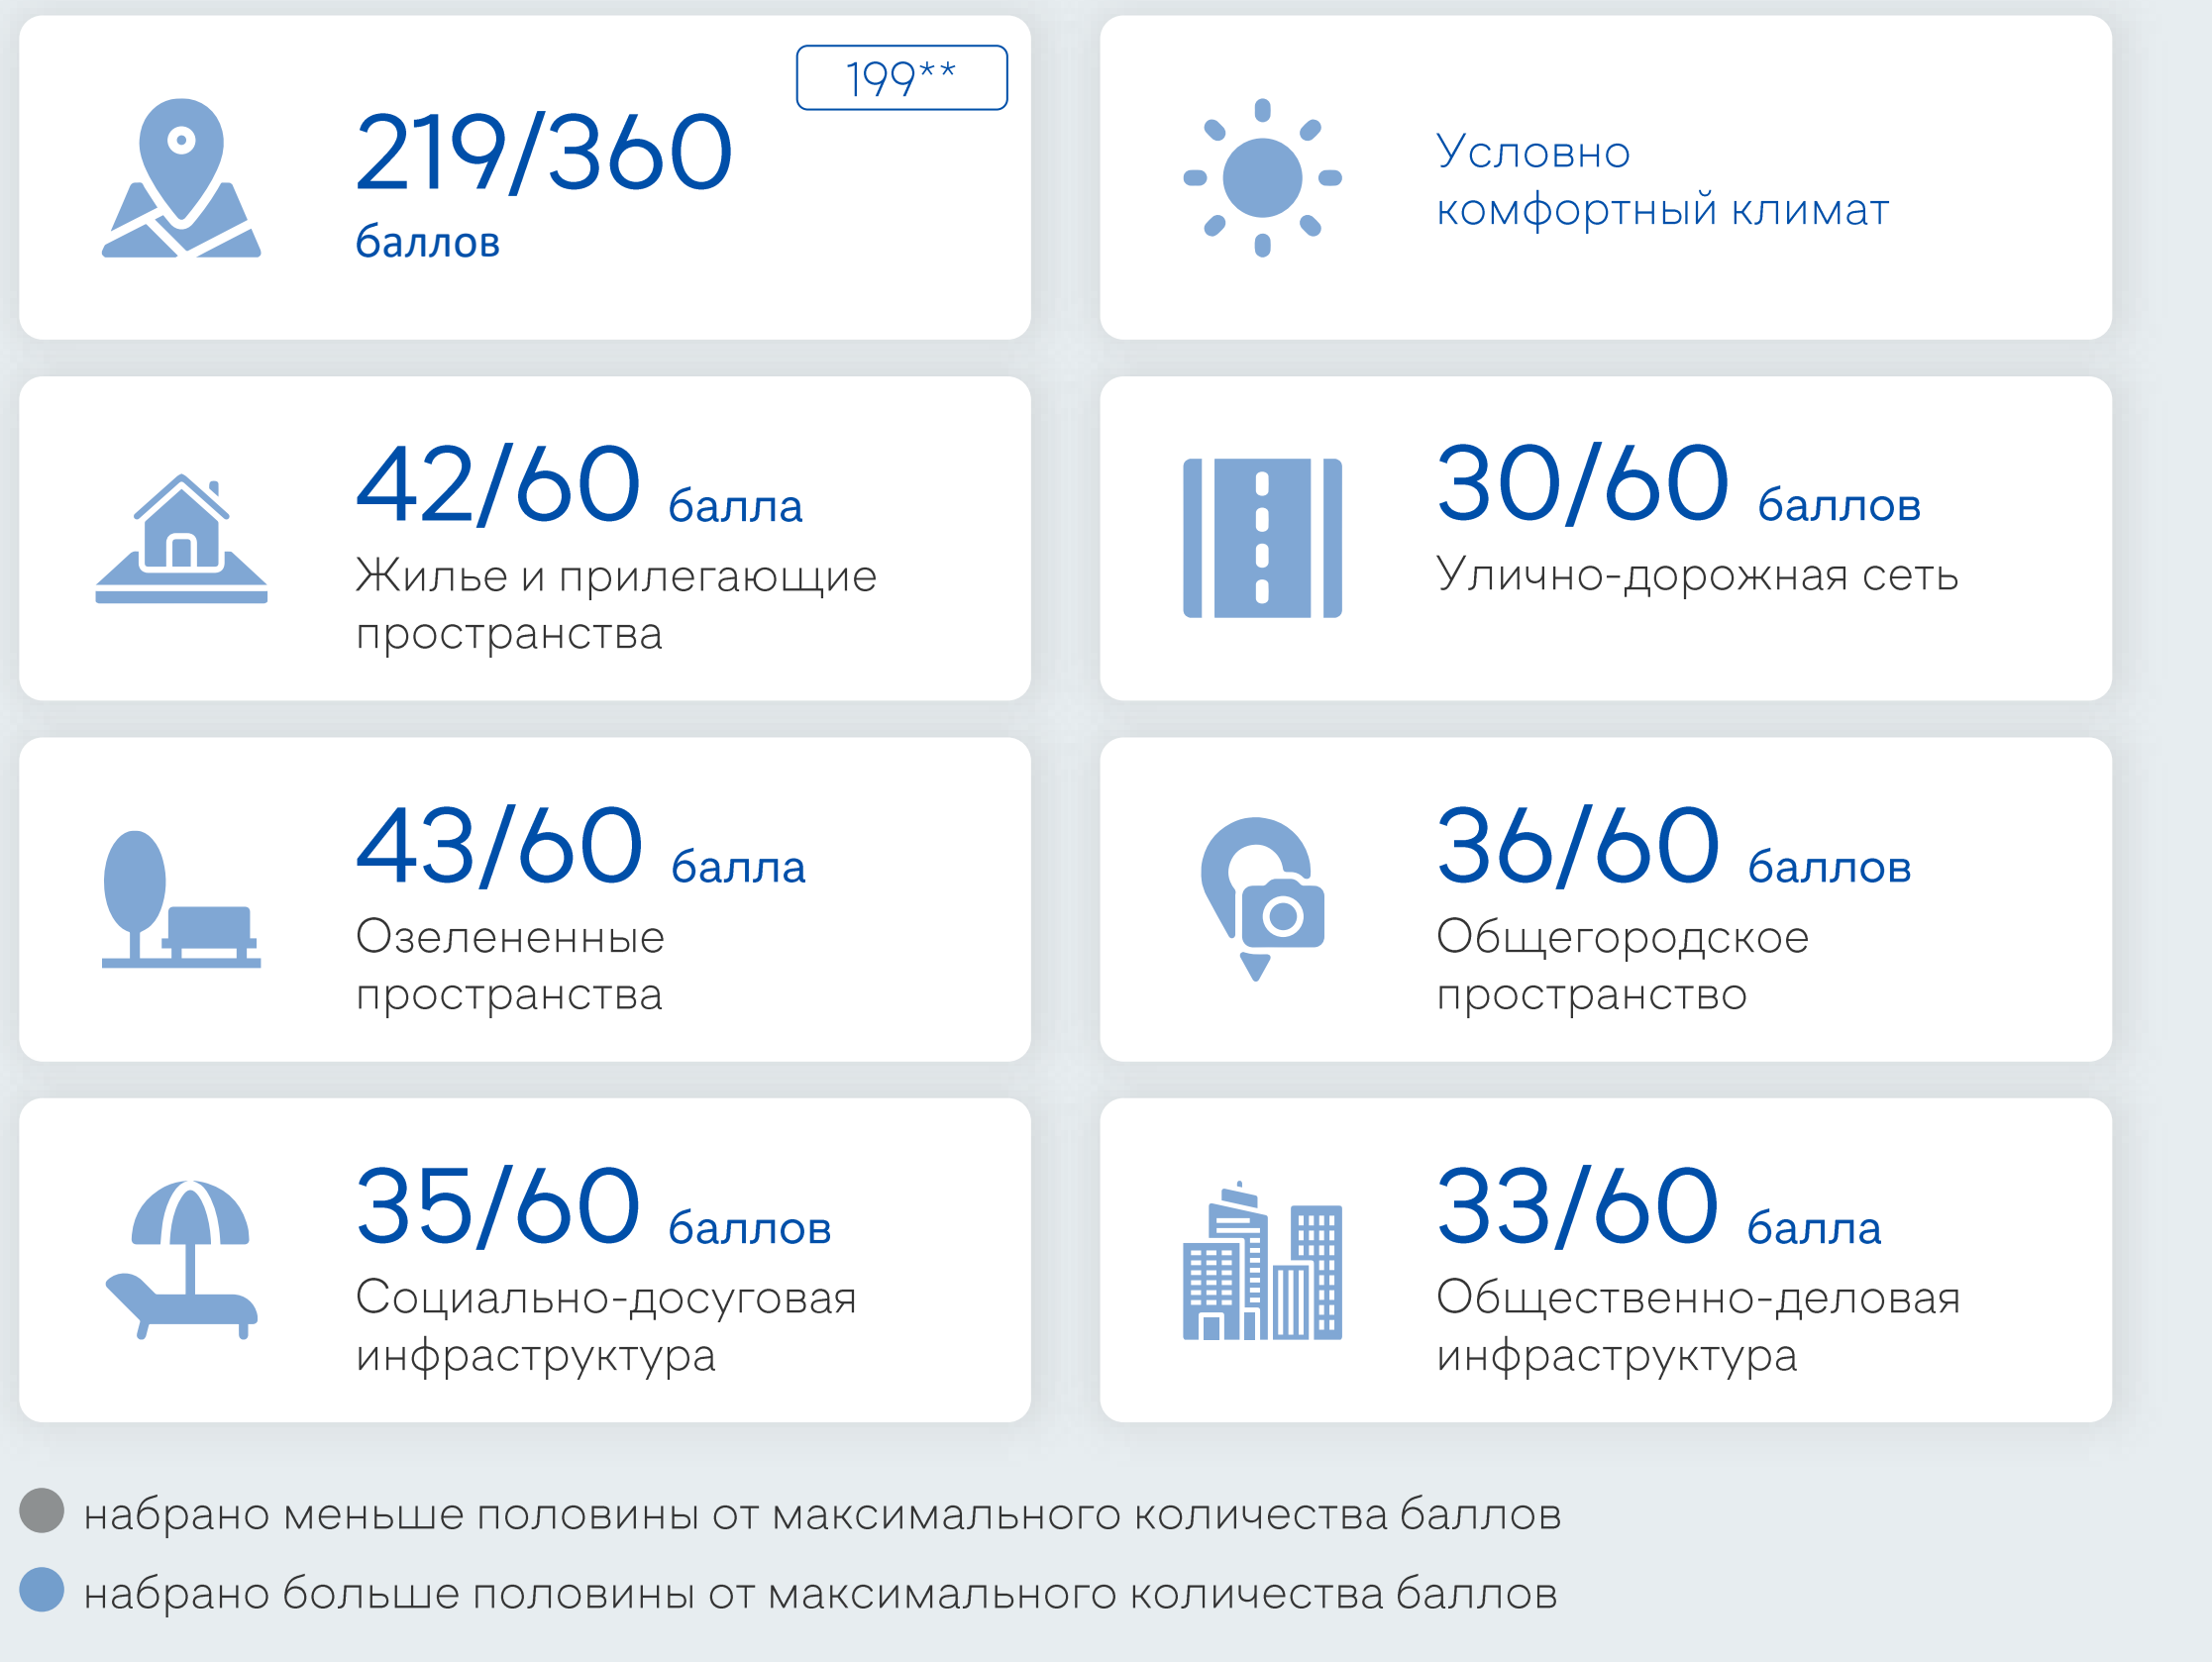 199**
219/360
баллов
Условно
комфортный климат
42/60 балла
Жилье и прилегающие
пространства
30/60 баллов
Улично-дорожная сеть
43/60 балла
Озелененные
пространства
36/60 баллов
Общегородское
пространство
35/60 баллов
Социально-досуговая
инфраструктура
33/60 балла
Общественно-деловая
инфраструктура
набрано меньше половины от максимального количества баллов
набрано больше половины от максимального количества баллов